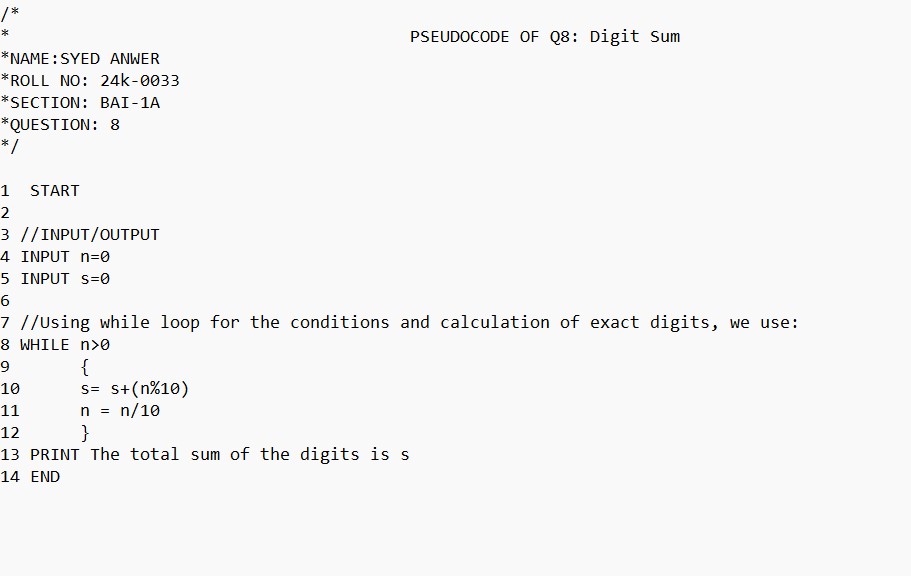 /*
* PSEUDOCODE OF Q8: Digit Sum
*NAME:SYED ANWER
*ROLL NO: 24k-0033
*SECTION: BAI-1A
*QUESTION: 8
*/
1 START
2
3 //INPUT/OUTPUT
4 INPUT n=0
5 INPUT s=0
6
7 //Using while loop for the conditions and calculation of exact digits, we use:
8 WHILE n>0
9 {
10 s= s+(n%10)
11 n = n/10
12 }
13 PRINT The total sum of the digits is s
14 END